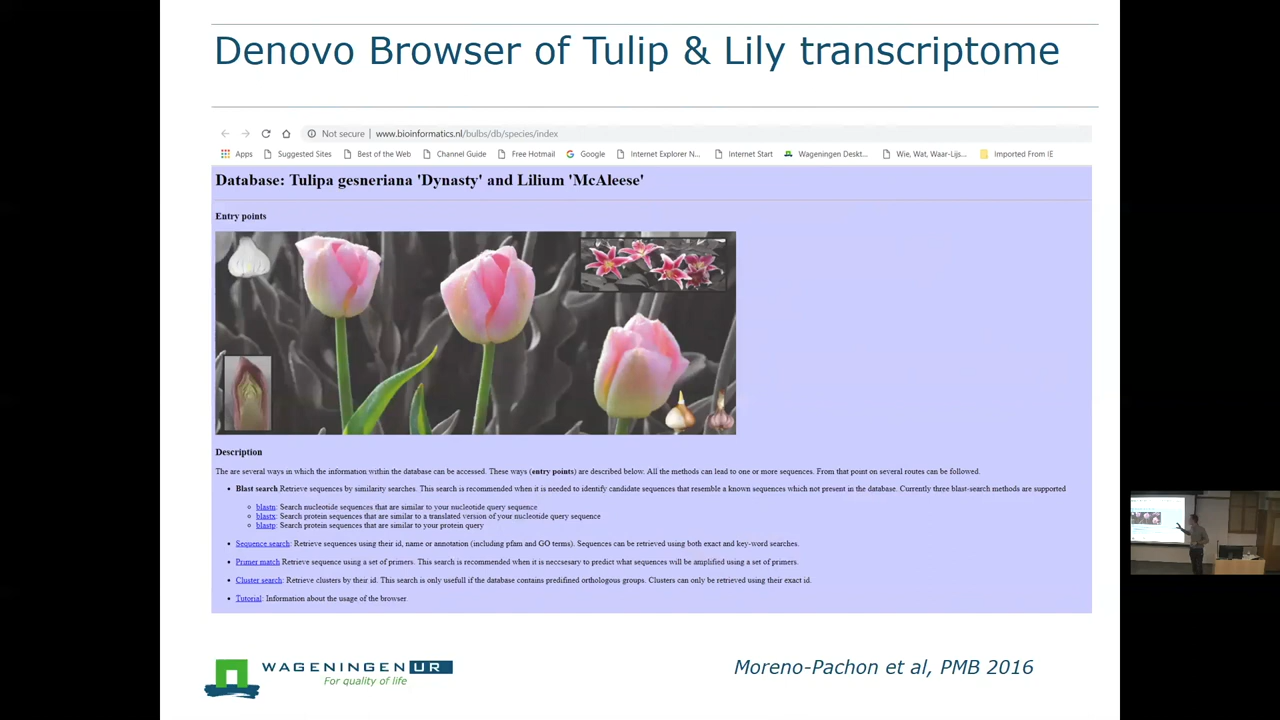 Denovo Browser of Tulip & Lily transcriptome
Not secure | www.bioinformatics.nl/bulbs/db/species/index
Apps Suggested Sites Best of the Web Channel Guide Free Hotmail Google Internet Explorer N... Internet Start Wageningen Deskt... Wie, Wat, Waar-Lijs... Imported From IE
Database: Tulipa gesneriana 'Dynasty' and Lilium 'McAleese'
Entry points
Description
The are several ways in which the information within the database can be accessed. These ways (entry points) are described below. All the methods can lead to one or more sequences. From that point on several routes can be followed.
• Blast search Retrieve sequences by similarity searches. This search is recommended when it is needed to identify candidate sequences that resemble a known sequences which not present in the database. Currently three blast-search methods are supported
◦ blastn: Search nucleotide sequences that are similar to your nucleotide query sequence
◦ blastx: Search protein sequences that are similar to a translated version of your nucleotide query sequence
◦ blastp: Search protein sequences that are similar to your protein query
• Sequence search: Retrieve sequences using their id, name or annotation (including pfam and GO terms). Sequences can be retrieved using both exact and key-word searches.
• Primer match Retrieve sequence using a set of primers. This search is recommended when it is neccsesary to predict what sequences will be amplified using a set of primers.
• Cluster search: Retrieve clusters by their id. This search is only usefull if the database contains predifined orthologous groups. Clusters can only be retrieved using their exact id.
• Tutorial: Information about the usage of the browser
WAGENINGEN UR
For quality of life
Moreno-Pachon et al, PMB 2016